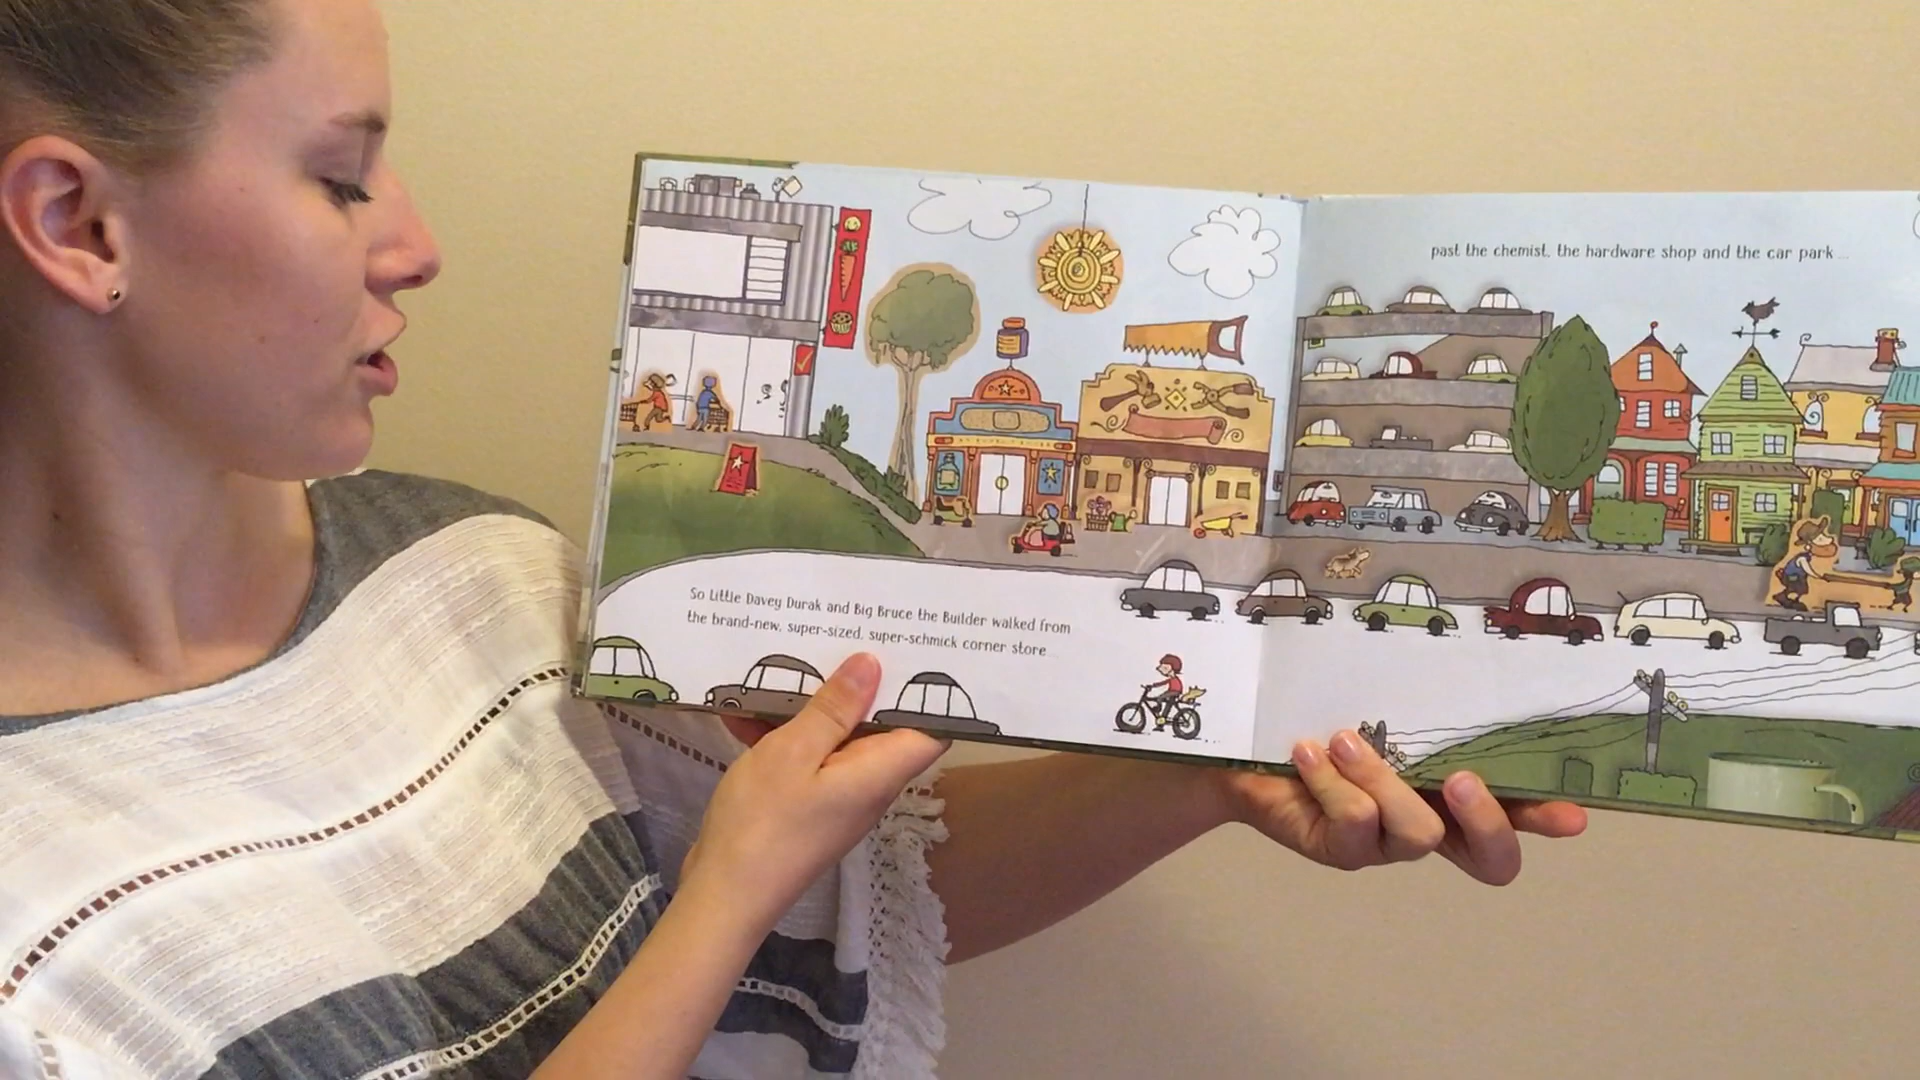 So Little Davey Durak and Big Bruce the Builder walked from
the brand-new, super-sized, super-schmick corner store
past the chemist, the hardware shop and the car park ...